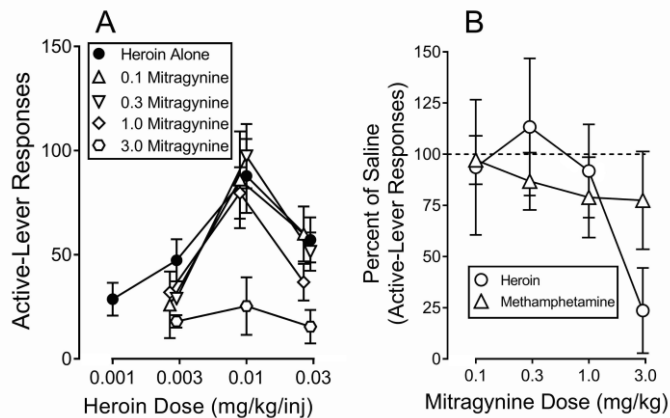 A
Active-Lever Responses
150
100
50
0
Heroin Alone
0.1 Mitragynine
0.3 Mitragynine
1.0 Mitragynine
3.0 Mitragynine
0.001 0.003 0.01 0.03
Heroin Dose (mg/kg/inj)
B
Percent of Saline
(Active-Lever Responses)
150
125
100
75
50
25
0
Heroin
Methamphetamine
0.1 0.3 1.0 3.0
Mitragynine Dose (mg/kg)